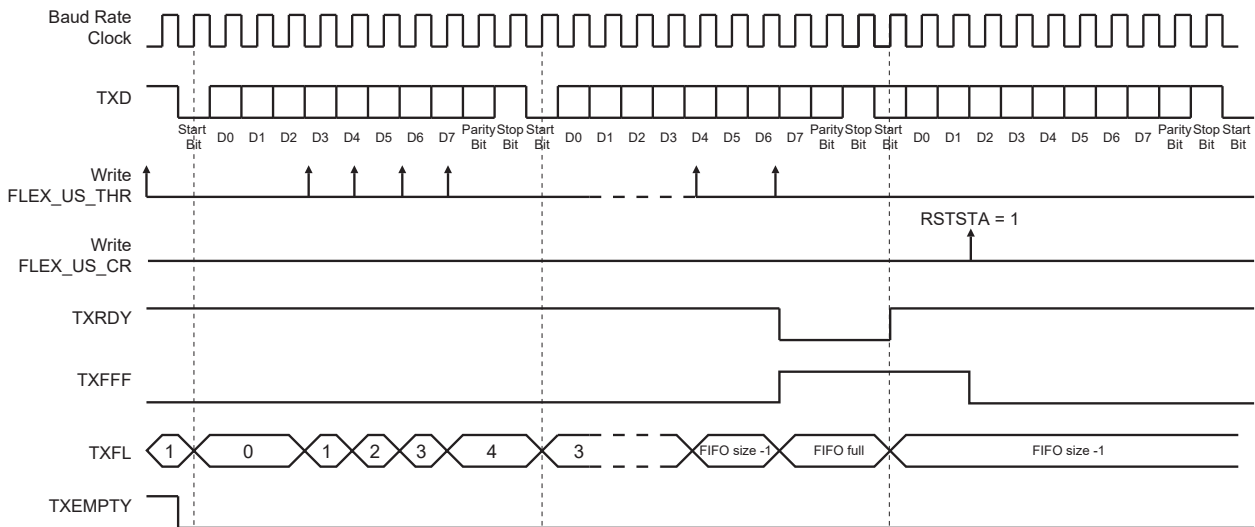 Baud Rate
Clock
TXD
Start
Bit
D0 D1 D2 D3 D4 D5 D6 D7
Parity
Bit
Stop
Bit
Start
Bit
D0 D1 D2 D3 D4 D5 D6 D7
Parity
Bit
Stop
Bit
Start
Bit
D0 D1 D2 D3 D4 D5 D6 D7
Parity
Bit
Stop
Bit
Start
Bit
Write
FLEX_US_THR
RSTSTA = 1
Write
FLEX_US_CR
TXRDY
TXFFF
TXFL 1 0 1 2 3 4 3 FIFO size -1 FIFO full FIFO size -1
TXEMPTY